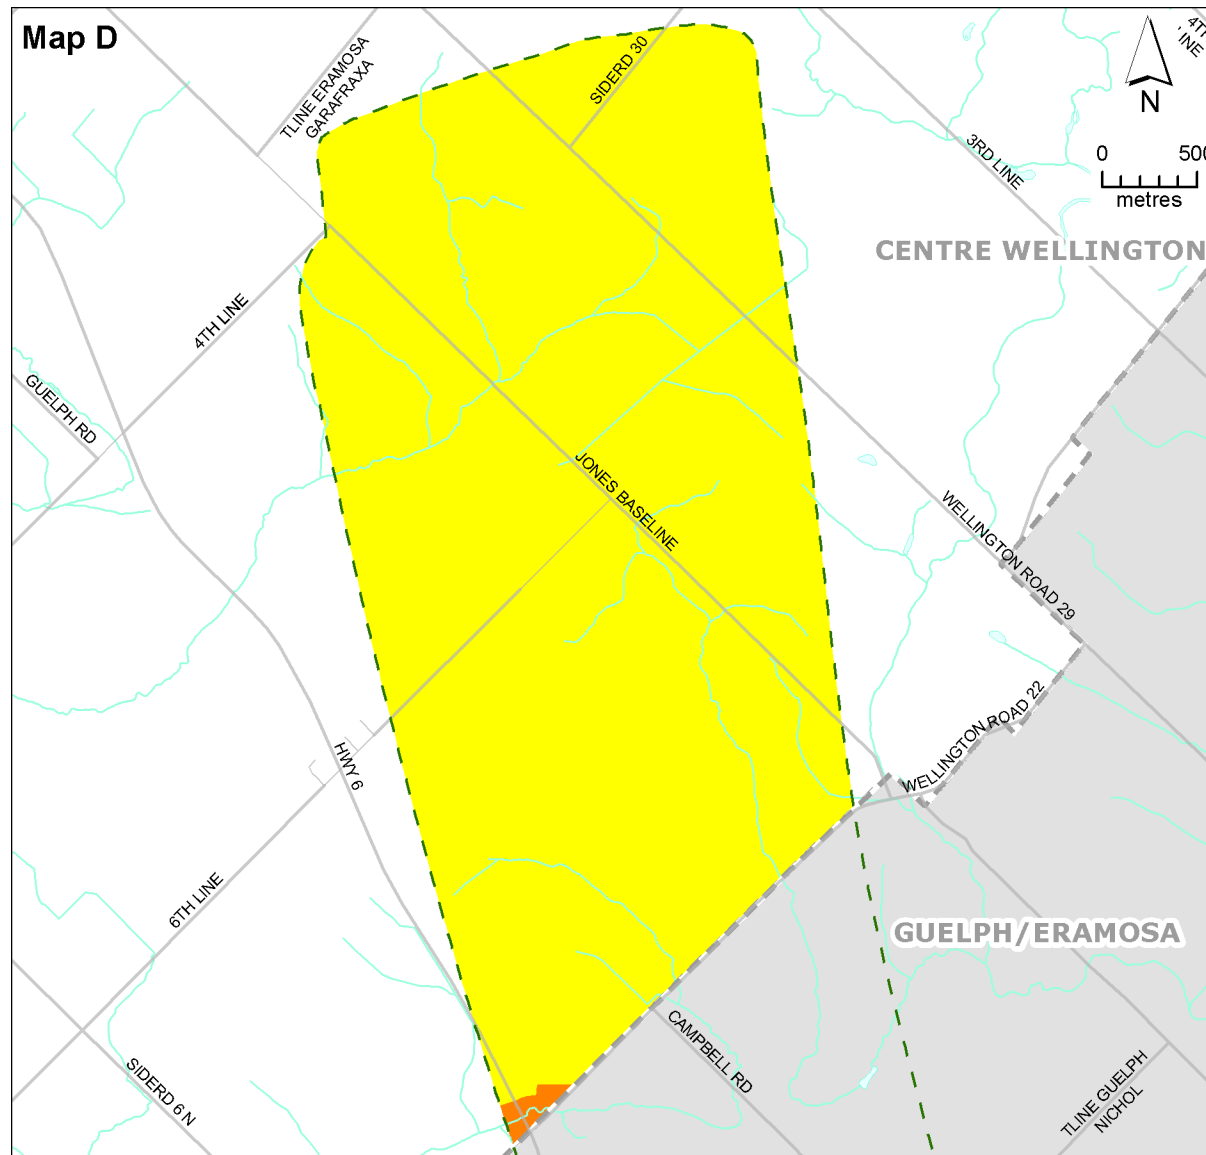 Map D
TLINE ERAMOSA
GARAFRAXA
SIDERD 30
4TH
N
0 500
metres
3RD LINE
CENTRE WELLINGTON
4TH LINE
GUELPH RD
JONES BASELINE
WELLINGTON ROAD 29
WELLINGTON ROAD 22
HWY 6
6TH LINE
GUELPH/ERAMOSA
CAMPBELL RD
SIDERD 6 N
TLINE GUELPH
NICHOL